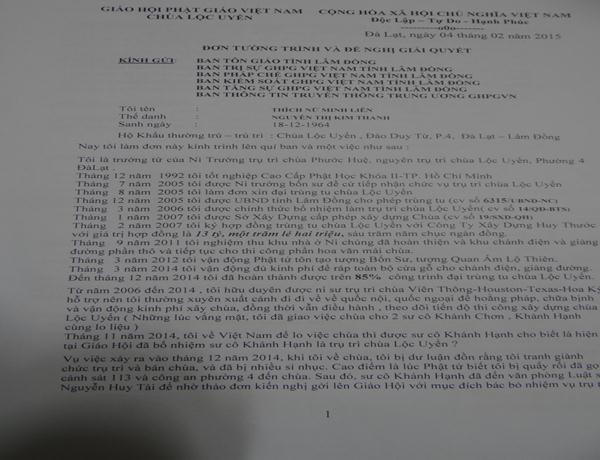 GIÁO HỘI PHẬT GIÁO VIỆT NAM CỘNG HÒA XÃ HỘI CHỦ NGHĨA VIỆT NAM
CHÙA LỘC UYỂN Độc Lập – Tự Do - Hạnh Phúc
Đà Lạt, ngày 04 tháng 02 năm 2015
ĐƠN TƯỜNG TRÌNH VÀ ĐỀ NGHỊ GIẢI QUYẾT
KÍNH GỬI: BAN TÔN GIÁO TỈNH LÂM ĐỒNG
BAN TRỊ SỰ GHPG VIỆT NAM TỈNH LÂM ĐỒNG
BAN PHÁP CHẾ GHPG VIỆT NAM TỈNH LÂM ĐỒNG
BAN KIỂM SOÁT GHPG VIỆT NAM TỈNH LÂM ĐỒNG
BAN TĂNG SỰ GHPG VIỆT NAM TỈNH LÂM ĐỒNG
BAN THÔNG TIN TRUYỀN THÔNG TRUNG ƯƠNG GHPGVN
Tôi tên : THÍCH NỮ MINH LIÊN
Thế danh : NGUYỄN THỊ KIM THANH
Sanh ngày : 18-12-1964
Hộ Khẩu thường trú – trú trì : Chùa Lộc Uyển , Đào Duy Từ, P.4, Đà Lạt – Lâm Đồng
Nay tôi làm đơn này kính trình lên quí ban và một việc như sau :
Tôi là trưởng tử của Ni Trưởng trụ trì chùa Phước Huệ, nguyên trụ trì chùa Lộc Uyển, Phường 4
ĐàLạt .
Tháng 12 năm 1992 tôi tốt nghiệp Cao Cấp Phật Học Khóa II-TP. Hồ Chí Minh
Tháng 7 năm 2005 tôi được Ni trưởng bổn sư đề cử tiếp nhận chức vụ trụ trì chùa Lộc Uyển
Tháng 8 năm 2005 tôi làm đơn xin đại trùng tu chùa Lộc Uyển
Tháng 12 năm 2005 tôi được UBND tỉnh Lâm Đồng cho phép trùng tu (cv số 6315/UBND-NC)
Tháng 3 năm 2006 tôi được chính thức bổ nhiệm làm trụ trì chùa Lộc Uyển( cv số 14/QĐ-BTS)
Tháng 1 năm 2007 tôi được Sở Xây Dựng cấp phép xây dựng Chùa (cv số 19/SXD-QH)
Tháng 2 năm 2007 tôi ký hợp đồng trùng tu chùa Lộc Uyển với Công Ty Xây Dựng Huy Thước
với giá trị hợp đồng là 13 tỷ, một trăm lẻ hai triệu, sáu trăm năm chục ngàn đồng.
Tháng 9 năm 2011 tôi nghiệm thu khu nhà ở Ni chúng đã hoàn thiện và khu chánh điện và giảng
đường phần thô và tiếp tục cho thi công phần hoa văn mái chùa.
Tháng 3 năm 2012 tôi vận động Phật tử tôn tạo tượng Bổn Sư, tượng Quan Âm Lộ Thiên.
Tháng 3 năm 2014 tôi vận động đủ kinh phí để ráp toàn bộ cửa gỗ cho chánh điện, giảng đường.
Đến tháng 12 năm 2014 tôi đã hoàn thành được trên 85% công trình đại trùng tu chùa Lộc Uyển.
Từ năm 2006 đến 2014 , tôi hữu duyên được ni sư trụ trì chùa Viên Thông-Houston-Texas-Hoa Kỳ
hỗ trợ nên tôi thường xuyên xuất cảnh đi đi về về quốc nội, quốc ngoại để hoằng pháp, chữa bịnh
và vận động kinh phí xây chùa, đồng thời vẫn điều hành , theo dõi tiến độ thi công xây dựng chùa
Lộc Uyển ( Những lúc vắng mặt, tôi đã giao việc chùa cho 2 sư cô Khánh Chơn , Khánh Hạnh
cùng lo liệu )
Tháng 11 năm 2014, tôi về Việt Nam để lo việc chùa thì sư cô Khánh Hạnh cho biết là hiện
tại Giáo Hội đã bổ nhiệm sư cô Khánh Hạnh là trụ trì chùa Lộc Uyển ?
Vụ việc xảy ra vào tháng 12 năm 2014, khi tôi về chùa, tôi bị dư luận đồn rằng tôi tranh giành
chức trụ trì và bán chùa, và đã bị nhiều sỉ nhục. Cao điểm là lúc Phật tử biết tôi bị quấy rối đã gọi
cảnh sát 113 và công an phường 4 đến chùa. Sau đó, sư cô Khánh Hạnh đã đến văn phòng Luật sư
Nguyễn Huy Tài để nhờ thảo đơn kiến nghị gởi lên Giáo Hội với mục đích bác bỏ nhiệm vụ trụ
1